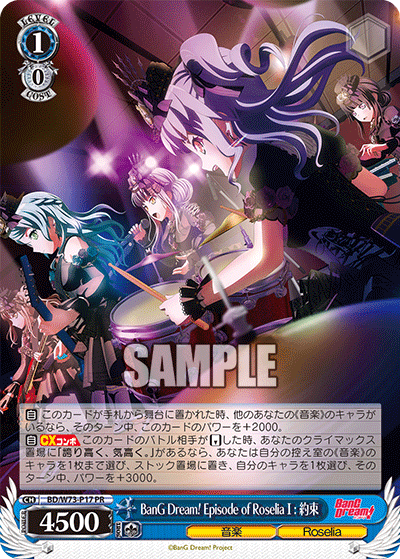 LEVEL
1
0
COST
SAMPLE
自 このカードが手札から舞台に置かれた時、他のあなたの《音楽》のキャラが
いるなら、そのターン中、このカードのパワーを+2000。
自 CXコンボ このカードのバトル相手がした時、あなたのクライマックス
置場に「誇り高く、気高く、」があるなら、あなたは自分の控え室の《音楽》の
キャラを1枚まで選び、ストック置場に置き、自分のキャラを1枚選び、そのタ
ーン中、パワーを+3000。
CH BD/W73-P17 PR
BanG Dream! Episode of Roselia I : 約束
BanG Dream!
4500
音楽
Roselia
©BanG Dream! Project